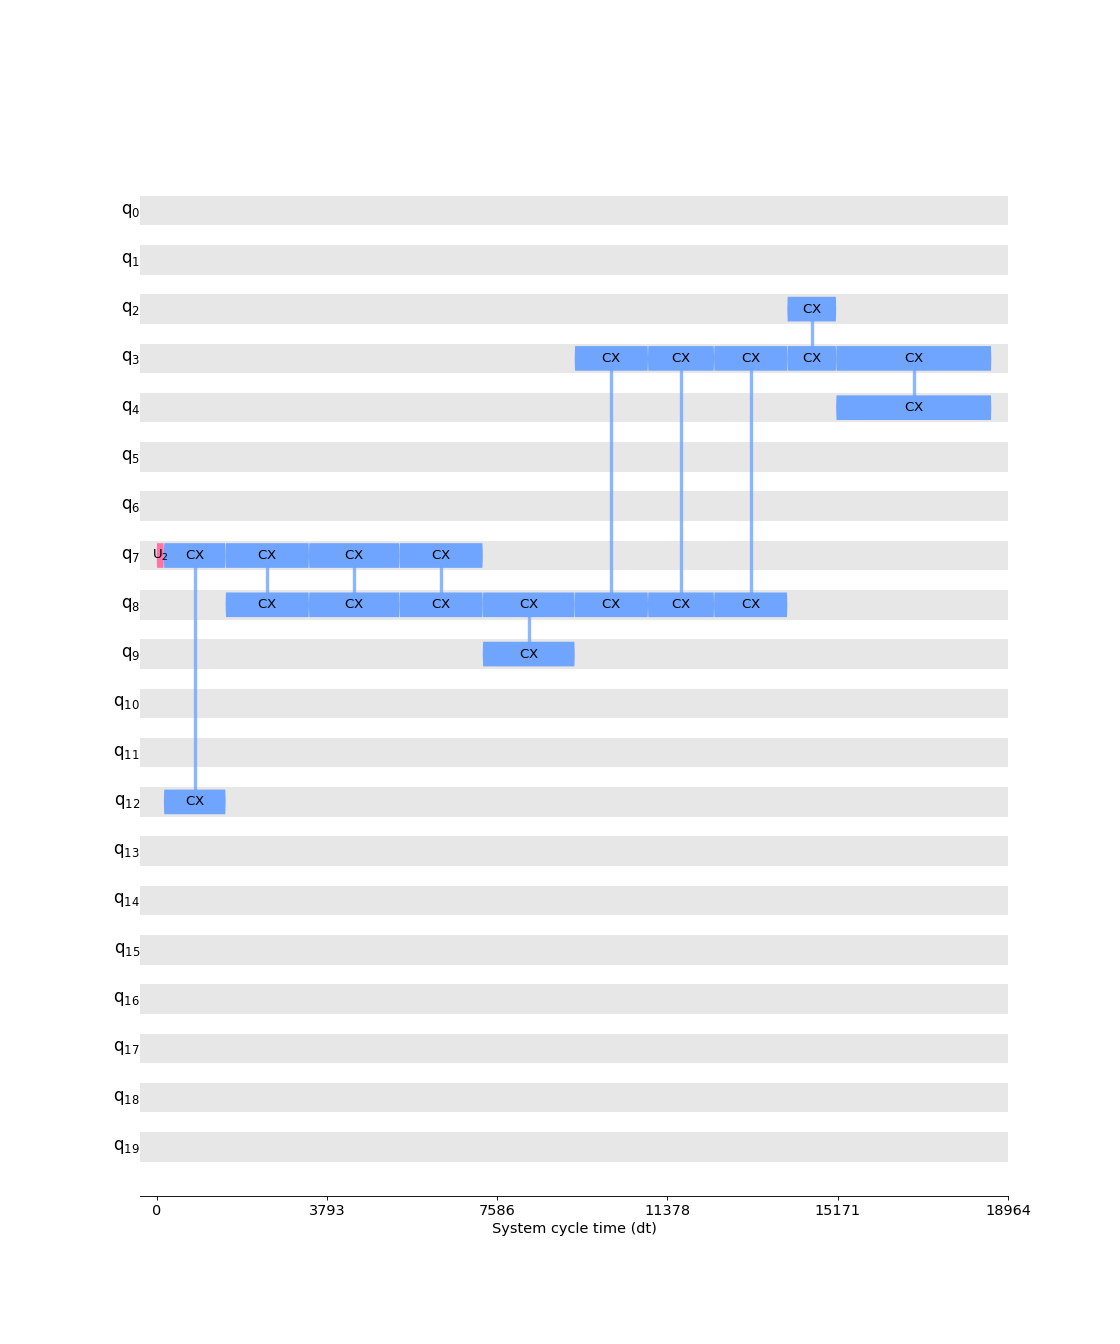 q0
q1
q2
CX
q3
CX CX CX CX CX
q4
CX
q5
q6
q7
U2 CX CX CX CX
q8
CX CX CX CX CX CX CX
q9
CX
q10
q11
q12
CX
q13
q14
q15
q16
q17
q18
q19
0 3793 7586 11378 15171 18964
System cycle time (dt)